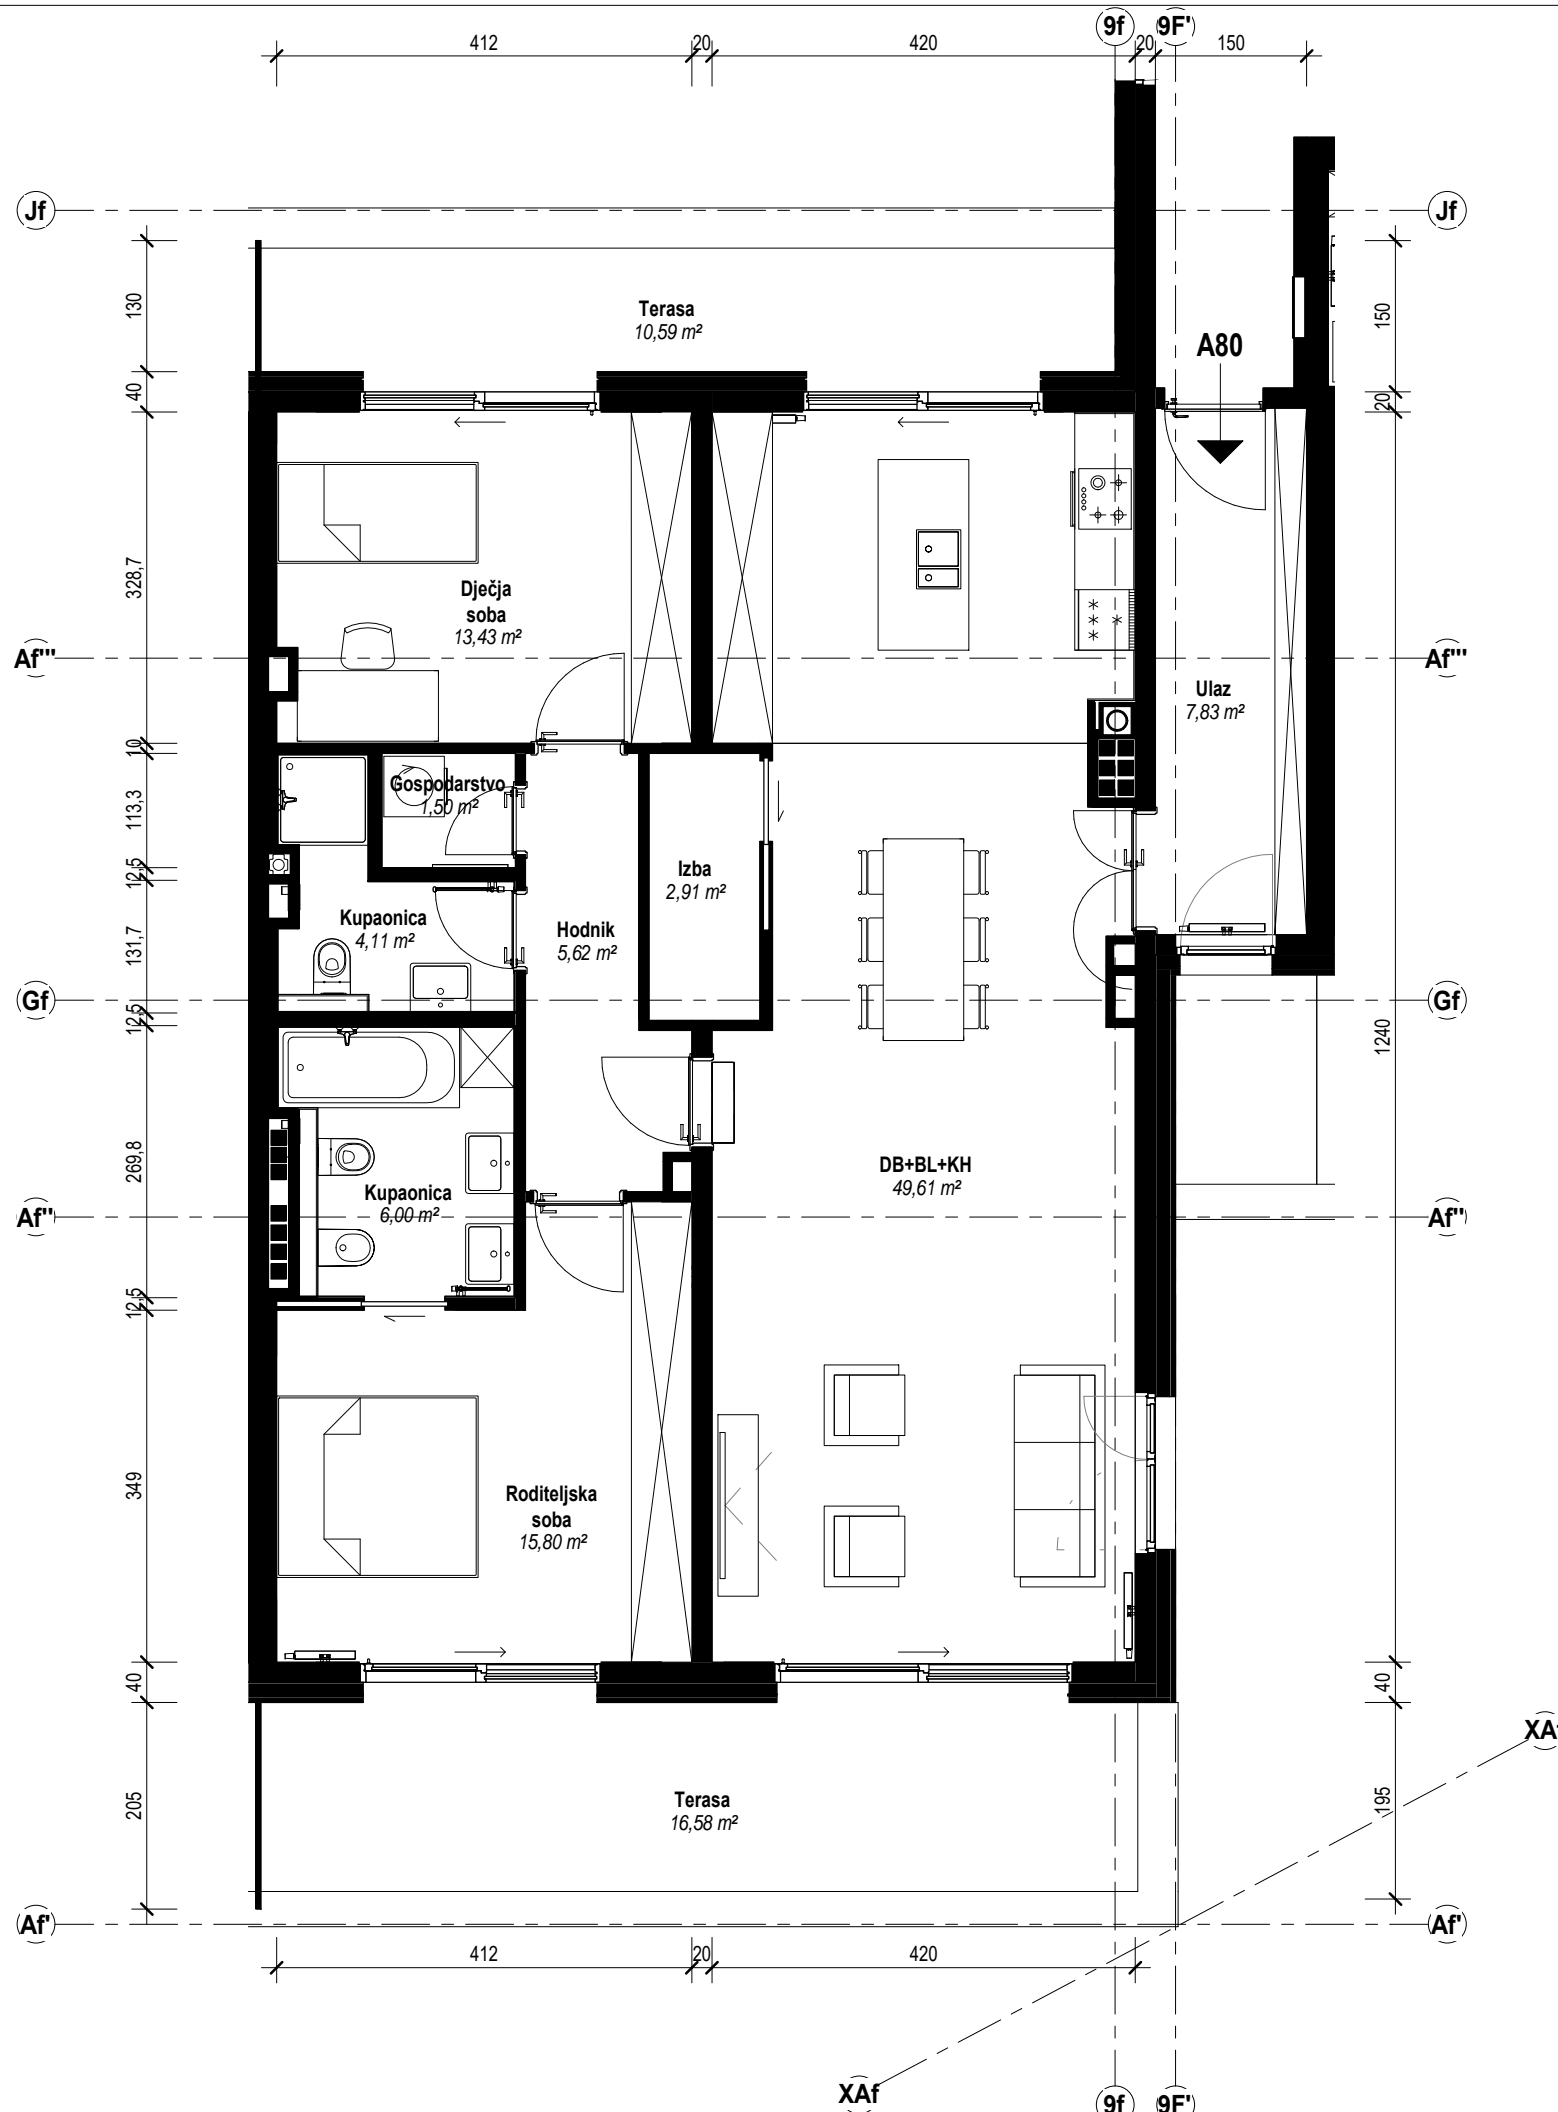 9f 9F'
412 20 420 20 150
Jf Jf
130
150
Terasa
10,59 m²
A80
40
20
328,7
Dječja
soba
13,43 m²
Af''' Af'''
Ulaz
7,83 m²
10
113,3
Gospodarstvo
1,50 m²
12,5
Izba
2,91 m²
131,7
Kupaonica
4,11 m²
Hodnik
5,62 m²
Gf Gf
12,5
1240
269,8
DB+BL+KH
49,61 m²
Kupaonica
6,00 m²
Af'' Af''
12,5
349
Roditeljska
soba
15,80 m²
40
40
XAf
205
195
Terasa
16,58 m²
Af' Af'
412 20 420
XAf
9f 9F'